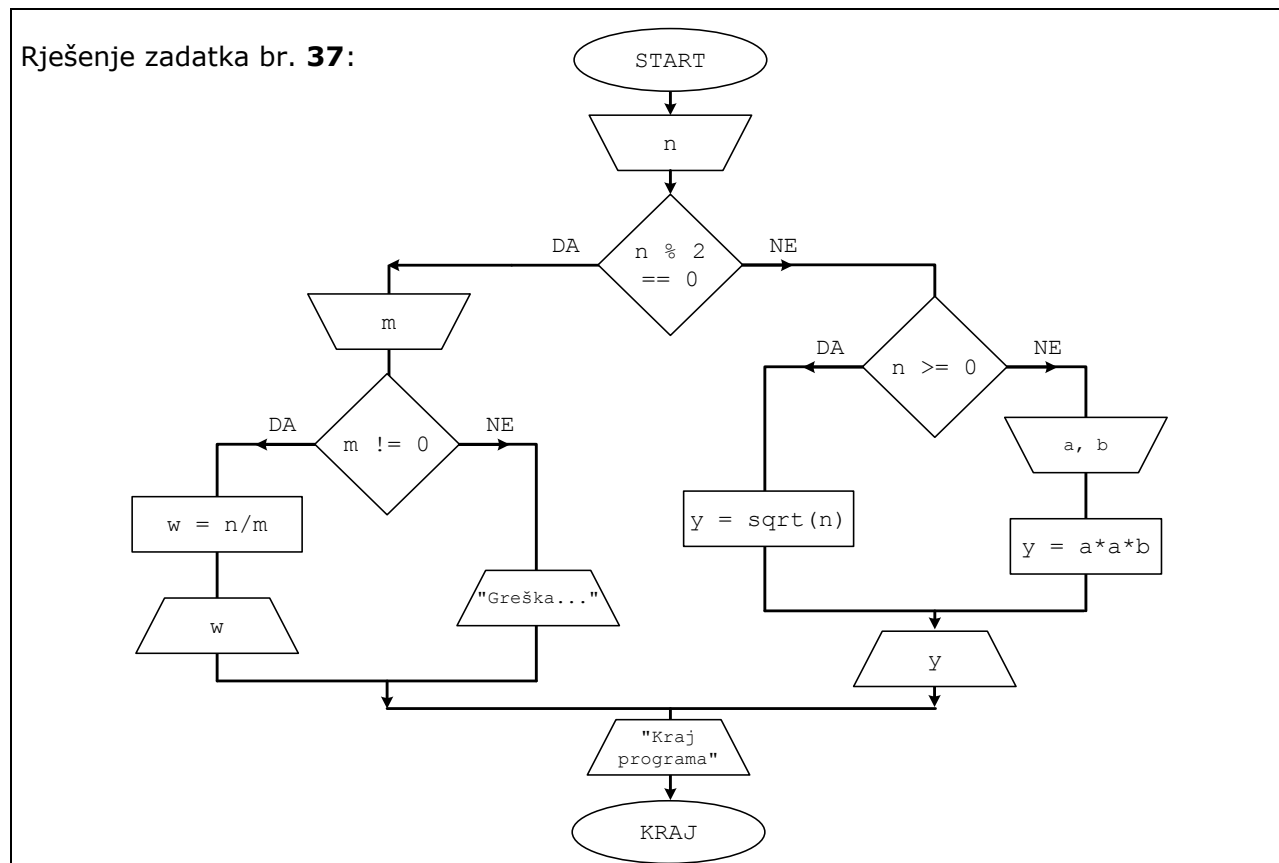 Rješenje zadatka br. 37:
START
n
DA
n % 2
== 0
NE
m
DA
n >= 0
NE
DA
m != 0
NE
a, b
w = n/m
y = sqrt(n)
y = a*a*b
"Greška..."
w
y
"Kraj
programa"
KRAJ